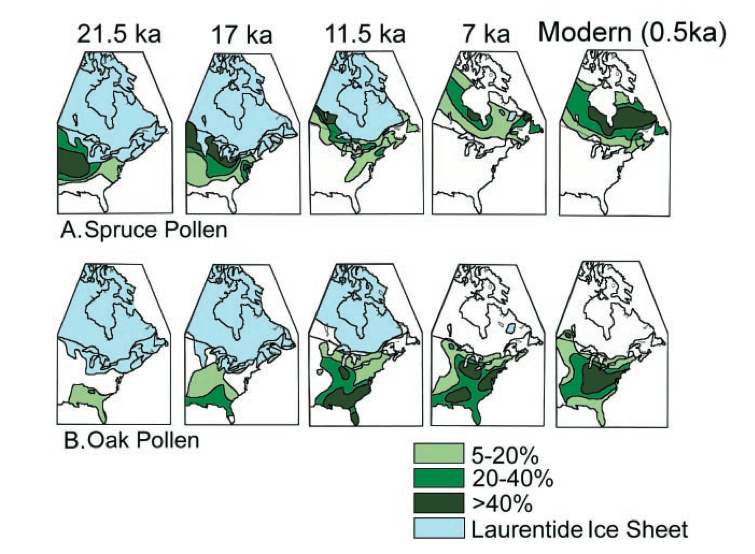 21.5 ka 17 ka 11.5 ka 7 ka Modern (0.5ka)
A.Spruce Pollen
B.Oak Pollen
5-20%
20-40%
>40%
Laurentide Ice Sheet